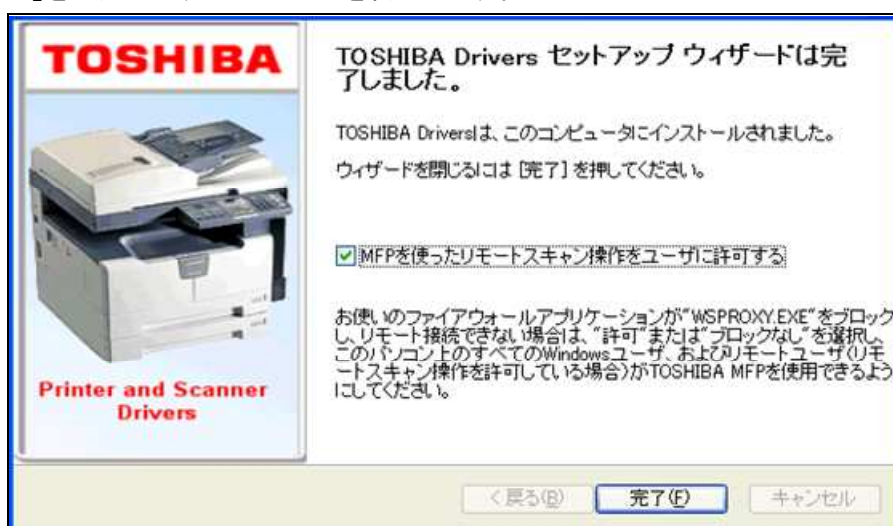 TOSHIBA
Printer and Scanner
Drivers
TOSHIBA Drivers セットアップ ウィザードは完
了しました。
TOSHIBA Driversは、このコンピュータにインストールされました。
ウィザードを閉じるには [完了] を押してください。
MFPを使ったリモートスキャン操作をユーザに許可する
お使いのファイアウォールアプリケーションが"WSPROXY.EXE"をブロック
し、リモート接続できない場合は、"許可"または"ブロックなし"を選択し、
このパソコン上のすべてのWindowsユーザ、およびリモートユーザ(リモ
ートスキャン操作を許可している場合)がTOSHIBA MFPを使用できるよう
にしてください。
< 戻る(B)
完了(F)
キャンセル